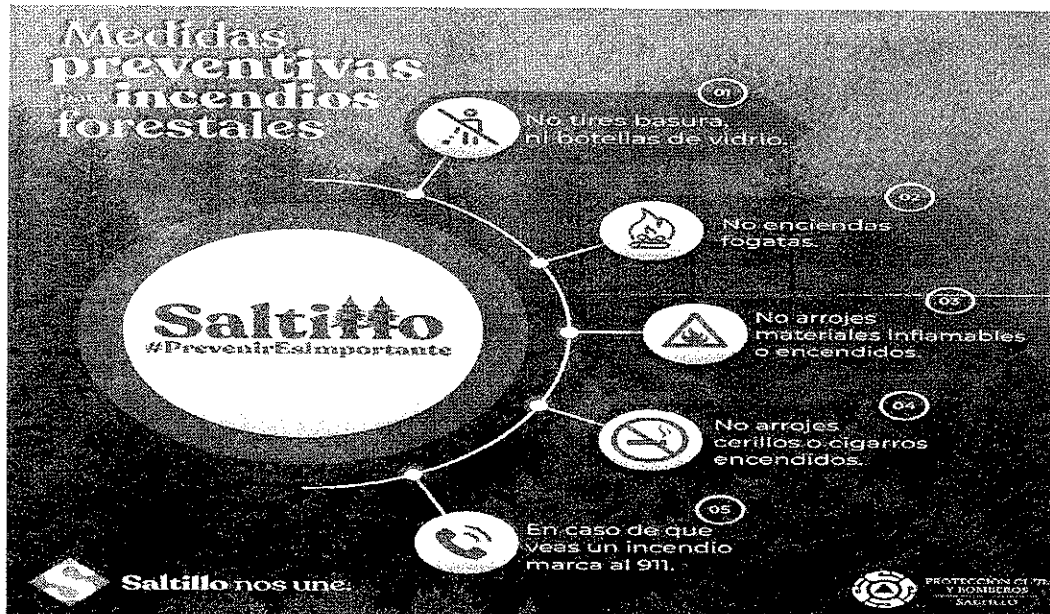 Medidas
preventivas
para incendios
forestales
01
No tires basura
ni botellas de vidrio.
02
No enciendas
fogatas.
03
No arrojes
materiales inflamables
o encendidos.
04
No arrojes
cerillos o cigarros
encendidos.
05
En caso de que
veas un incendio
marca al 911.
Saltillo
#PrevenirEsImportante
Saltillo nos une.
PROTECCIÓN CIVIL
Y BOMBEROS
SALTILLO